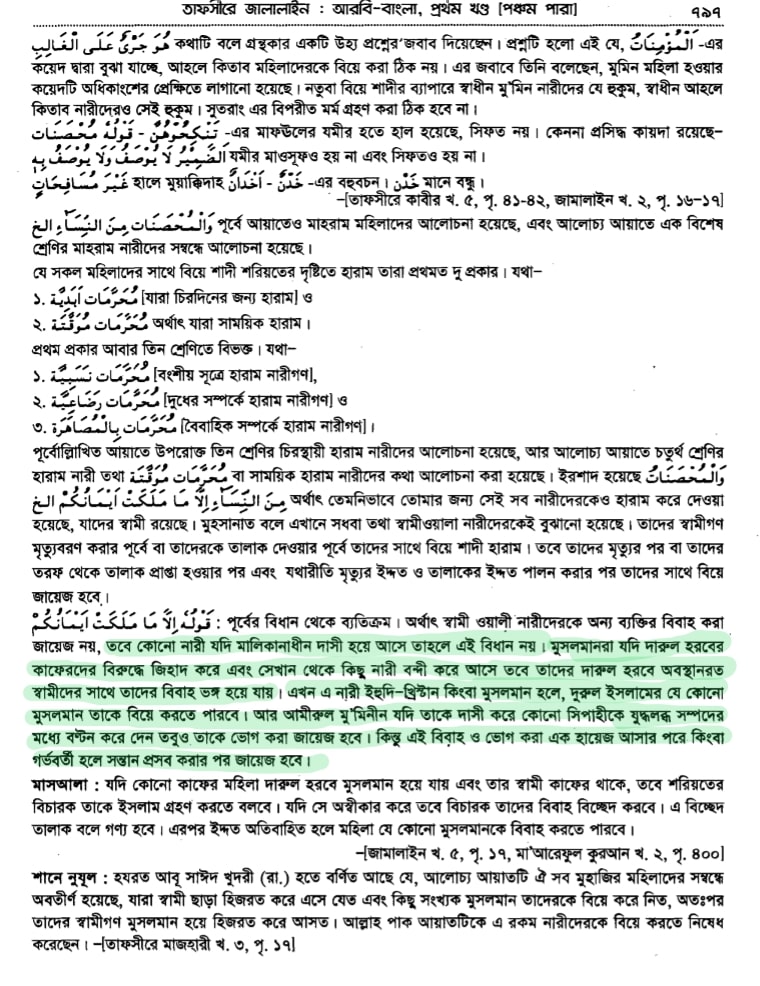 তাফসীরে জালালাইন : আরবি-বাংলা, প্রথম খণ্ড [পঞ্চম পারা] ৭৯৭
اَلْمُؤْمِنَاتُ -এর কথাটি বলে গ্রন্থকার একটি উহ্য প্রশ্নের জবাব দিয়েছেন। প্রশ্নটি হলো এই যে, هُوَ جَرْىٌ عَلَى الْغَالِبِ
কয়েদ দ্বারা বুঝা যাচ্ছে, আহলে কিতাব মহিলাদেরকে বিয়ে করা ঠিক নয়। এর জবাবে তিনি বলেছেন, মুমিন মহিলা হওয়ার
কয়েদটি অধিকাংশের প্রেক্ষিতে লাগানো হয়েছে। নতুবা বিয়ে শাদীর ব্যাপারে স্বাধীন মু'মিন নারীদের যে হুকুম, স্বাধীন আহলে
কিতাব নারীদেরও সেই হুকুম। সুতরাং এর বিপরীত মর্ম গ্রহণ করা ঠিক হবে না।
تَنْكِحُوْهُنَّ - قَوْلُهُ مُحْصَنَاتٍ -এর মাফউলের যমীর হতে হাল হয়েছে, সিফত নয়। কেননা প্রসিদ্ধ কায়দা রয়েছে–
اَلضَّمِيْرُ لَا يُوْصَفُ وَلَا يُوْصَفُ بِهٖ যমীর মাওসূফও হয় না এবং সিফতও হয় না।
غَيْرَ مُسَافِحَاتٍ হালে মুয়াক্কিদাহ اَخْدَانٌ - خِدْنٌ -এর বহুবচন। خِدْنٌ মানে বন্ধু।
–[তাফসীরে কাবীর খ. ৫, পৃ. ৪১-৪২, জামালাইন খ. ২, পৃ. ১৬–১৭]
وَالْمُحْصَنَاتُ مِنَ النِّسَاءِ الخ পূর্বে আয়াতেও মাহরাম মহিলাদের আলোচনা হয়েছে, এবং আলোচ্য আয়াতে এক বিশেষ
শ্রেণির মাহরাম নারীদের সম্বন্ধে আলোচনা হয়েছে।
যে সকল মহিলাদের সাথে বিয়ে শাদী শরিয়তের দৃষ্টিতে হারাম তারা প্রথমত দু প্রকার। যথা–
১. مُحَرَّمَات اَبَدِيَّة [যারা চিরদিনের জন্য হারাম] ও
২. مُحَرَّمَات مُوَقَّتَة অর্থাৎ যারা সাময়িক হারাম।
প্রথম প্রকার আবার তিন শ্রেণিতে বিভক্ত। যথা–
১. مُحَرَّمَات نَسَبِيَّة [বংশীয় সূত্রে হারাম নারীগণ],
২. مُحَرَّمَات رَضَاعِيَّة [দুধের সম্পর্কে হারাম নারীগণ] ও
৩. مُحَرَّمَات بِالْمُصَاهَرَة [বৈবাহিক সম্পর্কে হারাম নারীগণ]।
পূর্বোল্লিখিত আয়াতে উপরোক্ত তিন শ্রেণির চিরস্থায়ী হারাম নারীদের আলোচনা হয়েছে, আর আলোচ্য আয়াতে চতুর্থ শ্রেণির
হারাম নারী তথা مُحَرَّمَات مُوَقَّتَة বা সাময়িক হারাম নারীদের কথা আলোচনা করা হয়েছে। ইরশাদ হয়েছে وَالْمُحْصَنَاتُ
مِنَ النِّسَاءِ اِلَّا مَا مَلَكَتْ اَيْمَانُكُمْ الخ অর্থাৎ তেমনিভাবে তোমার জন্য সেই সব নারীদেরকেও হারাম করে দেওয়া
হয়েছে, যাদের স্বামী রয়েছে। মুহসানাত বলে এখানে সধবা তথা স্বামীওয়ালা নারীদেরকেই বুঝানো হয়েছে। তাদের স্বামীগণ
মৃত্যুবরণ করার পূর্বে বা তাদেরকে তালাক দেওয়ার পূর্বে তাদের সাথে বিয়ে শাদী হারাম। তবে তাদের মৃত্যুর পর বা তাদের
তরফ থেকে তালাক প্রাপ্তা হওয়ার পর এবং যথারীতি মৃত্যুর ইদ্দত ও তালাকের ইদ্দত পালন করার পর তাদের সাথে বিয়ে
জায়েজ হবে।
قَوْلُهُ اِلَّا مَا مَلَكَتْ اَيْمَانُكُمْ : পূর্বের বিধান থেকে ব্যতিক্রম। অর্থাৎ স্বামী ওয়ালী নারীদেরকে অন্য ব্যক্তির বিবাহ করা
জায়েজ নয়, তবে কোনো নারী যদি মালিকানাধীন দাসী হয়ে আসে তাহলে এই বিধান নয়। মুসলমানরা যদি দারুল হরবের
কাফেরদের বিরুদ্ধে জিহাদ করে এবং সেখান থেকে কিছু নারী বন্দী করে আসে তবে তাদের দারুল হরবে অবস্থানরত
স্বামীদের সাথে তাদের বিবাহ ভঙ্গ হয়ে যায়। এখন এ নারী ইহুদি-খ্রিস্টান কিংবা মুসলমান হলে, দুরুল ইসলামের যে কোনো
মুসলমান তাকে বিয়ে করতে পারবে। আর আমীরুল মু'মিনীন যদি তাকে দাসী করে কোনো সিপাহীকে যুদ্ধলব্ধ সম্পদের
মধ্যে বণ্টন করে দেন তবুও তাকে ভোগ করা জায়েজ হবে। কিন্তু এই বিবাহ ও ভোগ করা এক হায়েজ আসার পরে কিংবা
গর্ভবতী হলে সন্তান প্রসব করার পর জায়েজ হবে।
মাসআলা : যদি কোনো কাফের মহিলা দারুল হরবে মুসলমান হয়ে যায় এবং তার স্বামী কাফের থাকে, তবে শরিয়তের
বিচারক তাকে ইসলাম গ্রহণ করতে বলবে। যদি সে অস্বীকার করে তবে বিচারক তাদের বিবাহ বিচ্ছেদ করবে। এ বিচ্ছেদ
তালাক বলে গণ্য হবে। এরপর ইদ্দত অতিবাহিত হলে মহিলা যে কোনো মুসলমানকে বিবাহ করতে পারবে।
–[জামালাইন খ. ৫, পৃ. ১৭, মা'আরেফুল কুরআন খ. ২, পৃ. ৪০০]
শানে নুযুল : হযরত আবূ সাঈদ খুদরী (রা.) হতে বর্ণিত আছে যে, আলোচ্য আয়াতটি ঐ সব মুহাজির মহিলাদের সম্বন্ধে
অবতীর্ণ হয়েছে, যারা স্বামী ছাড়া হিজরত করে এসে যেত এবং কিছু সংখ্যক মুসলমান তাদেরকে বিয়ে করে নিত, অতঃপর
তাদের স্বামীগণ মুসলমান হয়ে হিজরত করে আসত। আল্লাহ পাক আয়াতটিকে এ রকম নারীদেরকে বিয়ে করতে নিষেধ
করেছেন। –[তাফসীরে মাজহারী খ. ৩, পৃ. ১৭]